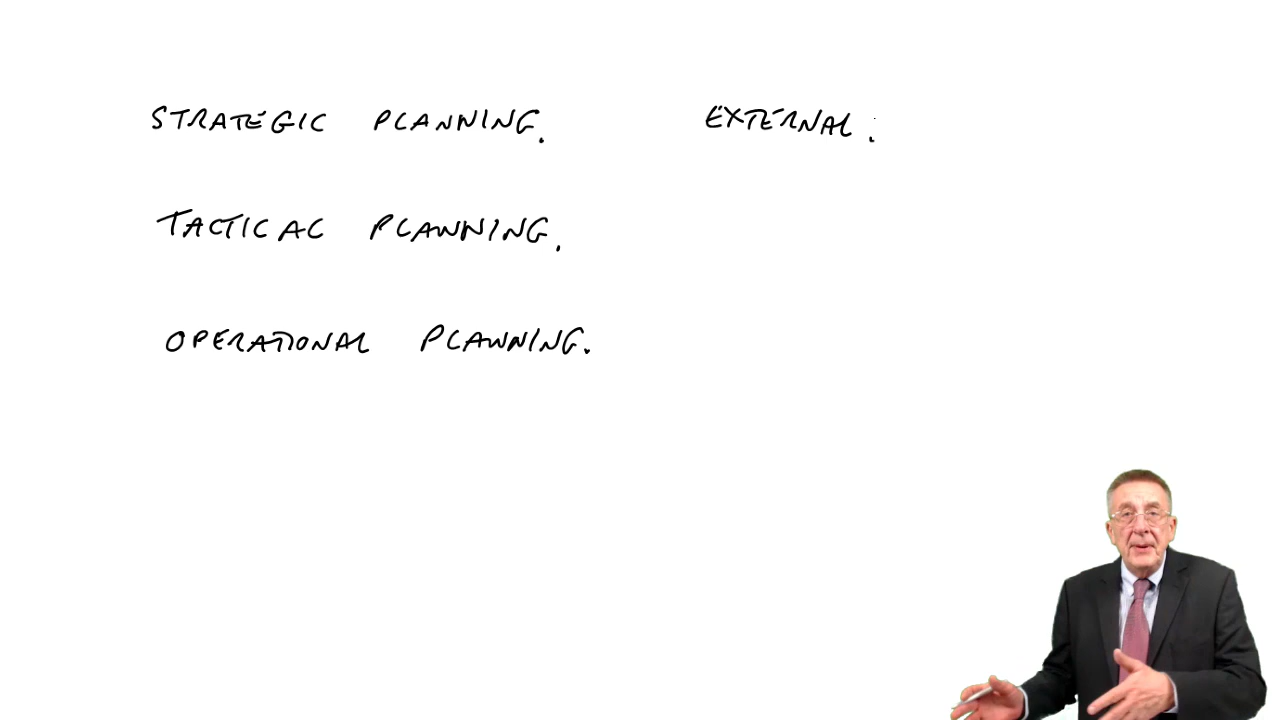 STRATEGIC PLANNING. EXTERNAL.
TACTICAL PLANNING.
OPERATIONAL PLANNING.